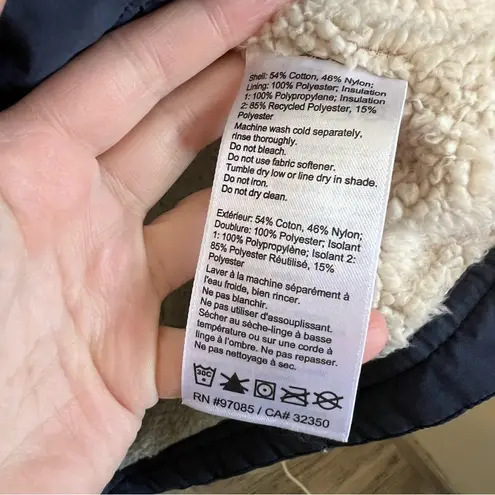 Shell: 54% Cotton, 46% Nylon;
Lining: 100% Polyester; Insulation
1: 100% Polypropylene; Insulation
2: 85% Recycled Polyester, 15%
Polyester
Machine wash cold separately,
rinse thoroughly.
Do not bleach.
Do not use fabric softener.
Tumble dry low or line dry in shade.
Do not iron.
Do not dry clean.
Extérieur: 54% Coton, 46% Nylon;
Doublure: 100% Polyester; Isolant
1: 100% Polypropylène; Isolant 2:
85% Polyester Réutilisé, 15%
Polyester
Laver à la machine séparément à
l'eau froide, bien rincer.
Ne pas blanchir.
Ne pas utiliser d'assouplissant.
Sécher au sèche-linge à basse
température ou sur une corde à
linge à l'ombre. Ne pas repasser.
Ne pas nettoyage à sec.
30C
RN #97085 / CA# 32350